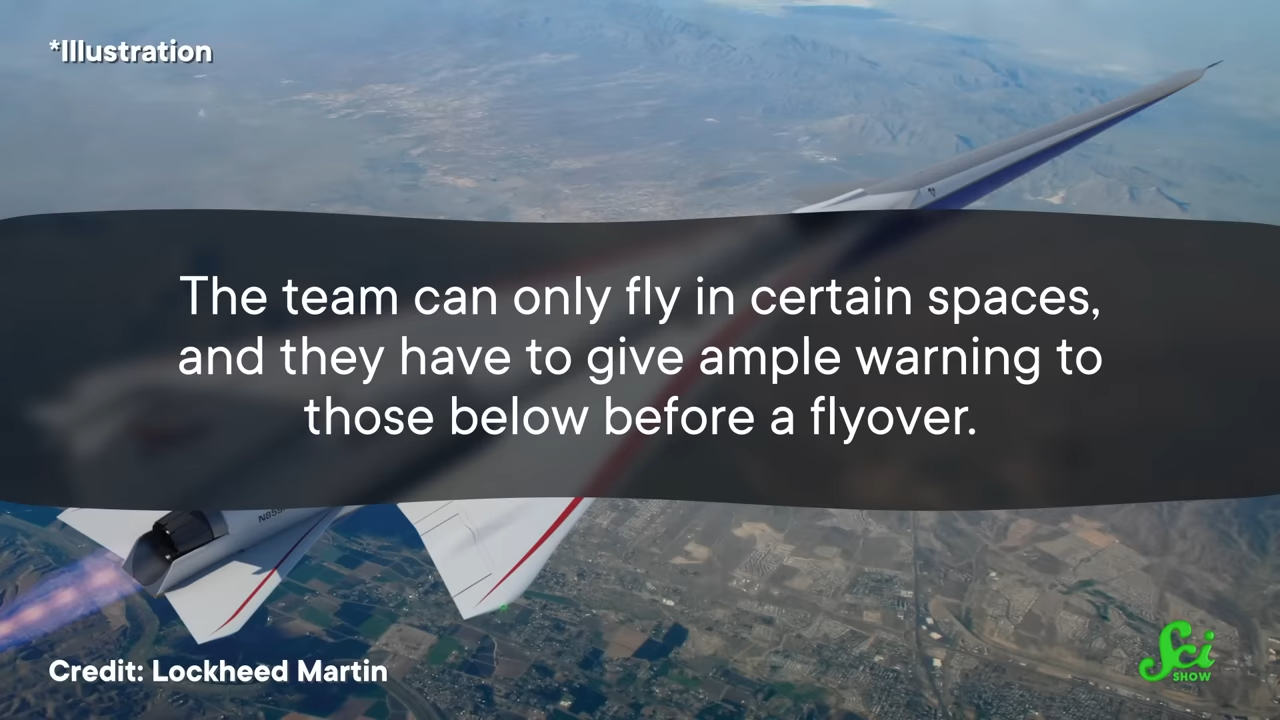 *Illustration
The team can only fly in certain spaces,
and they have to give ample warning to
those below before a flyover.
Credit: Lockheed Martin
Sci
SHOW